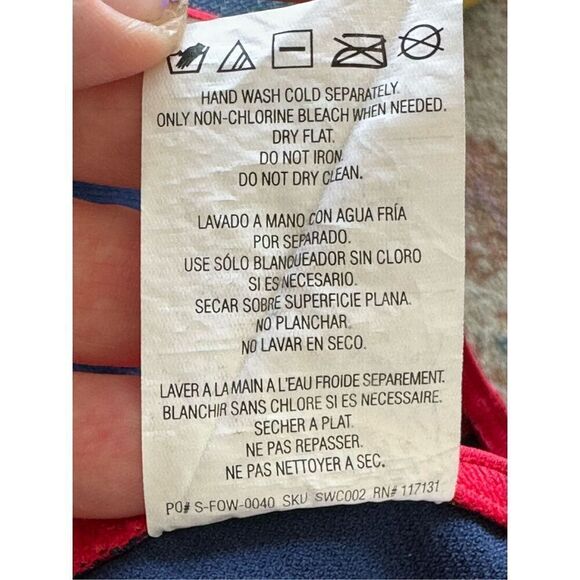 HAND WASH COLD SEPARATELY.
ONLY NON-CHLORINE BLEACH WHEN NEEDED.
DRY FLAT.
DO NOT IRON.
DO NOT DRY CLEAN.
LAVADO A MANO CON AGUA FRÍA
POR SEPARADO.
USE SÓLO BLANQUEADOR SIN CLORO
SI ES NECESARIO.
SECAR SOBRE SUPERFICIE PLANA.
NO PLANCHAR.
NO LAVAR EN SECO.
LAVER A LA MAIN A L'EAU FROIDE SEPAREMENT.
BLANCHIR SANS CHLORE SI ES NECESSAIRE.
SECHER A PLAT.
NE PAS REPASSER.
NE PAS NETTOYER A SEC.
PO# S-FOW-0040 SKU SWC002 RN# 117131